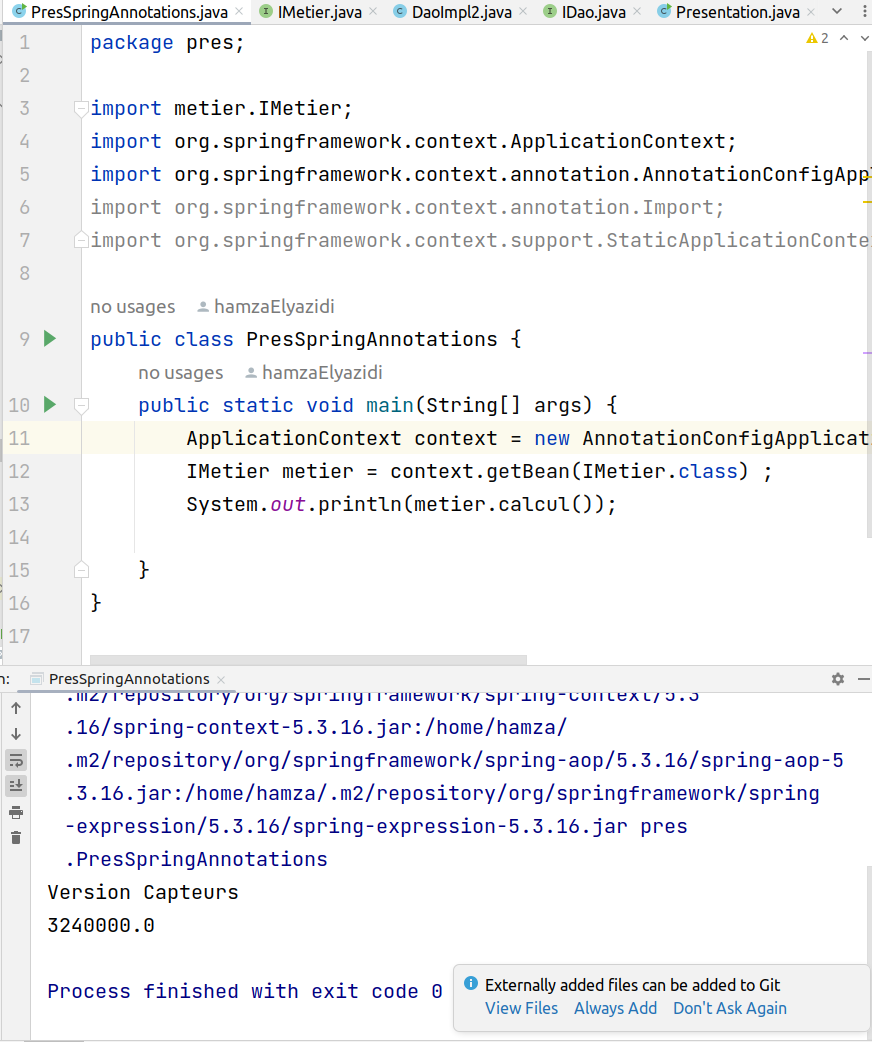 PresSpringAnnotations.java IMetier.java DaoImpl2.java IDao.java Presentation.java
1 package pres; 2
2
3 import metier.IMetier;
4 import org.springframework.context.ApplicationContext;
5 import org.springframework.context.annotation.AnnotationConfigAppl
6 import org.springframework.context.annotation.Import;
7 import org.springframework.context.support.StaticApplicationConte
8
no usages hamzaElyazidi
9 public class PresSpringAnnotations {
no usages hamzaElyazidi
10 public static void main(String[] args) {
11 ApplicationContext context = new AnnotationConfigApplicati
12 IMetier metier = context.getBean(IMetier.class) ;
13 System.out.println(metier.calcul());
14
15 }
16 }
17
n: PresSpringAnnotations
.m2/repository/org/springframework/spring-context/5.3
.16/spring-context-5.3.16.jar:/home/hamza/
.m2/repository/org/springframework/spring-aop/5.3.16/spring-aop-5
.3.16.jar:/home/hamza/.m2/repository/org/springframework/spring
-expression/5.3.16/spring-expression-5.3.16.jar pres
.PresSpringAnnotations
Version Capteurs
3240000.0
Process finished with exit code 0
Externally added files can be added to Git
View Files Always Add Don't Ask Again